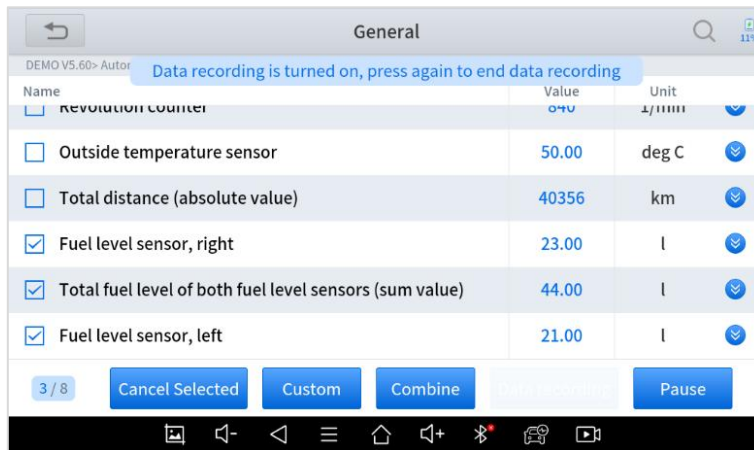 General
11%
DEMO V5.60> Autor
Data recording is turned on, press again to end data recording
Name Value Unit
Revolution counter 840 1/min
Outside temperature sensor 50.00 deg C
Total distance (absolute value) 40356 km
Fuel level sensor, right 23.00 l
Total fuel level of both fuel level sensors (sum value) 44.00 l
Fuel level sensor, left 21.00 l
3 / 8 Cancel Selected Custom Combine Data recording Pause